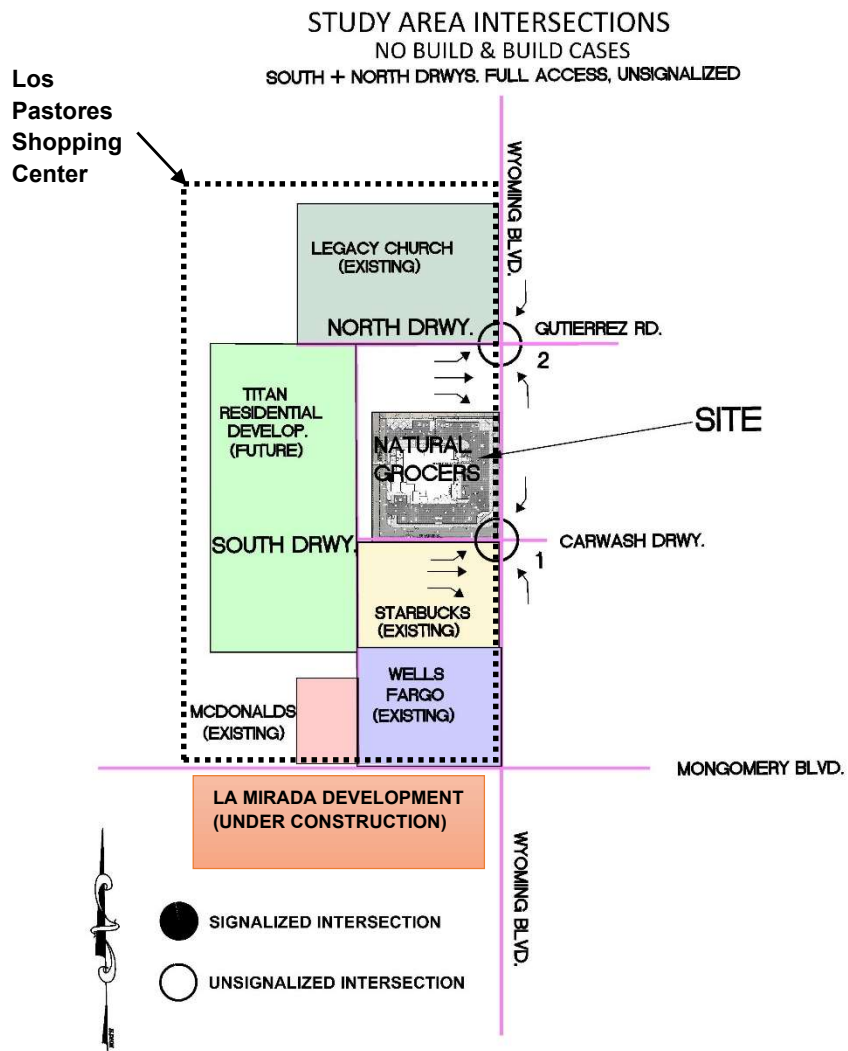 STUDY AREA INTERSECTIONS
NO BUILD & BUILD CASES
SOUTH + NORTH DRWYS. FULL ACCESS, UNSIGNALIZED
Los
Pastores
Shopping
Center
WYOMING BLVD.
LEGACY CHURCH
(EXISTING)
NORTH DRWY.
GUTIERREZ RD.
2
TITAN
RESIDENTIAL
DEVELOP.
(FUTURE)
NATURAL
GROCERS
SITE
SOUTH DRWY.
CARWASH DRWY.
1
STARBUCKS
(EXISTING)
WELLS
FARGO
(EXISTING)
MCDONALDS
(EXISTING)
MONGOMERY BLVD.
LA MIRADA DEVELOPMENT
(UNDER CONSTRUCTION)
WYOMING BLVD.
SIGNALIZED INTERSECTION
UNSIGNALIZED INTERSECTION